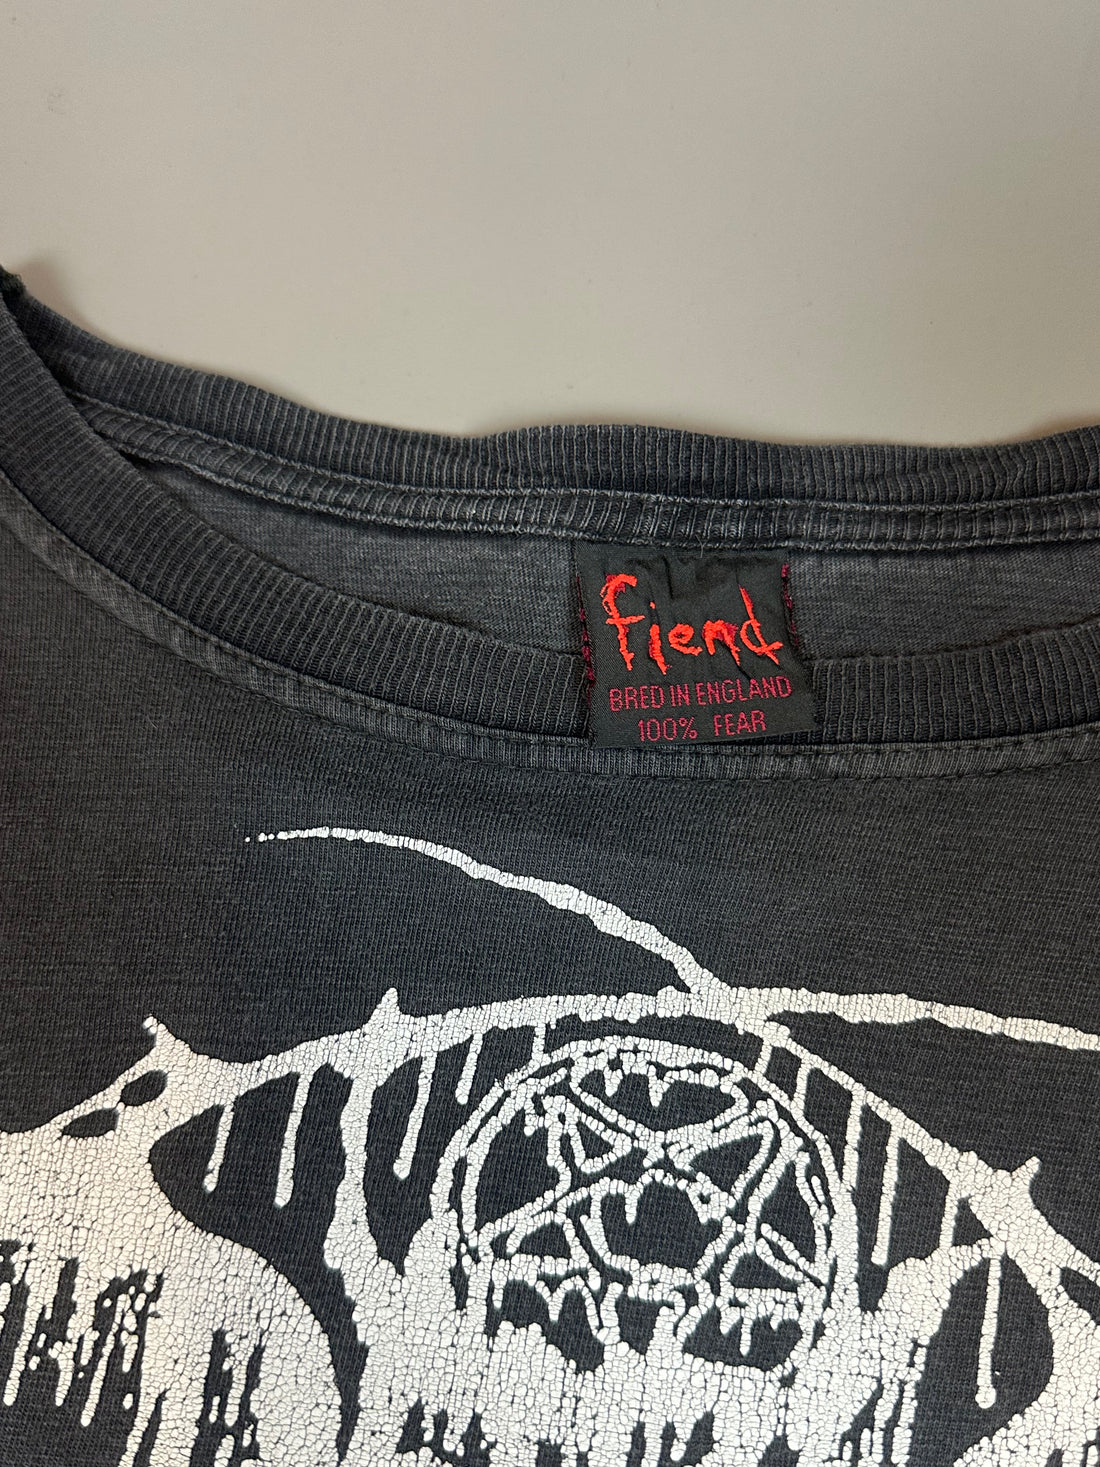 fiend
BRED IN ENGLAND
100% FEAR